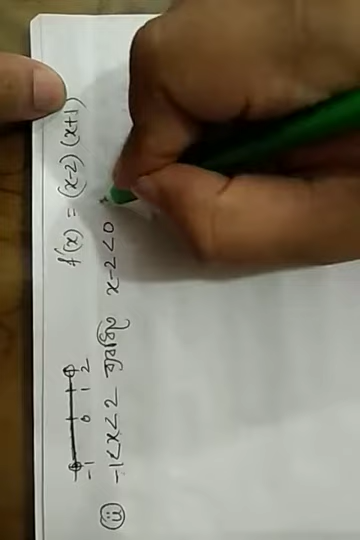 -1 0 1 2 f'(x) = (x-2) (x+1)
(ii) -1<x<2 x-2<0